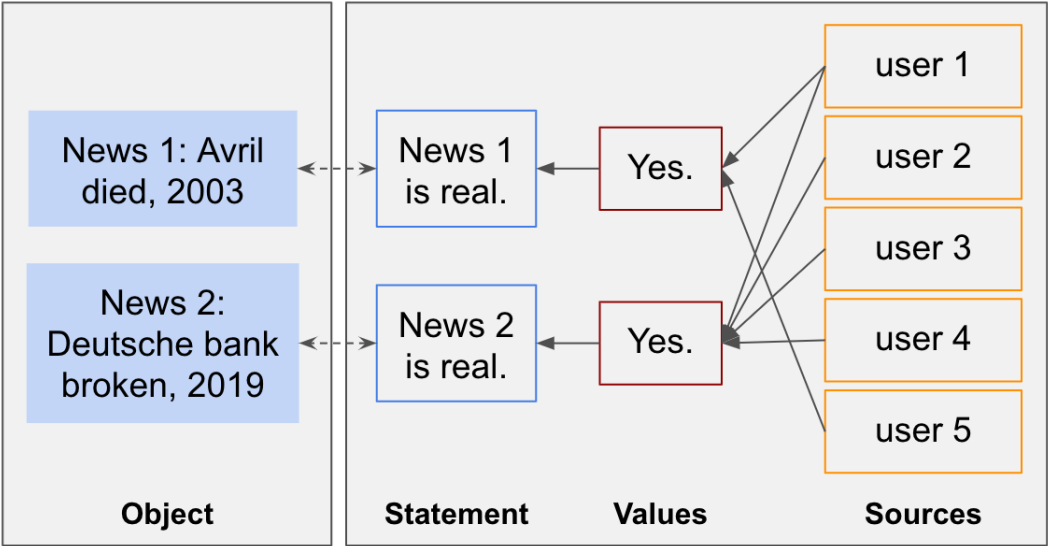 News 1: Avril
died, 2003
News 2:
Deutsche bank
broken, 2019
Object
News 1
is real.
News 2
is real.
Statement
Yes.
Yes.
Values
user 1
user 2
user 3
user 4
user 5
Sources